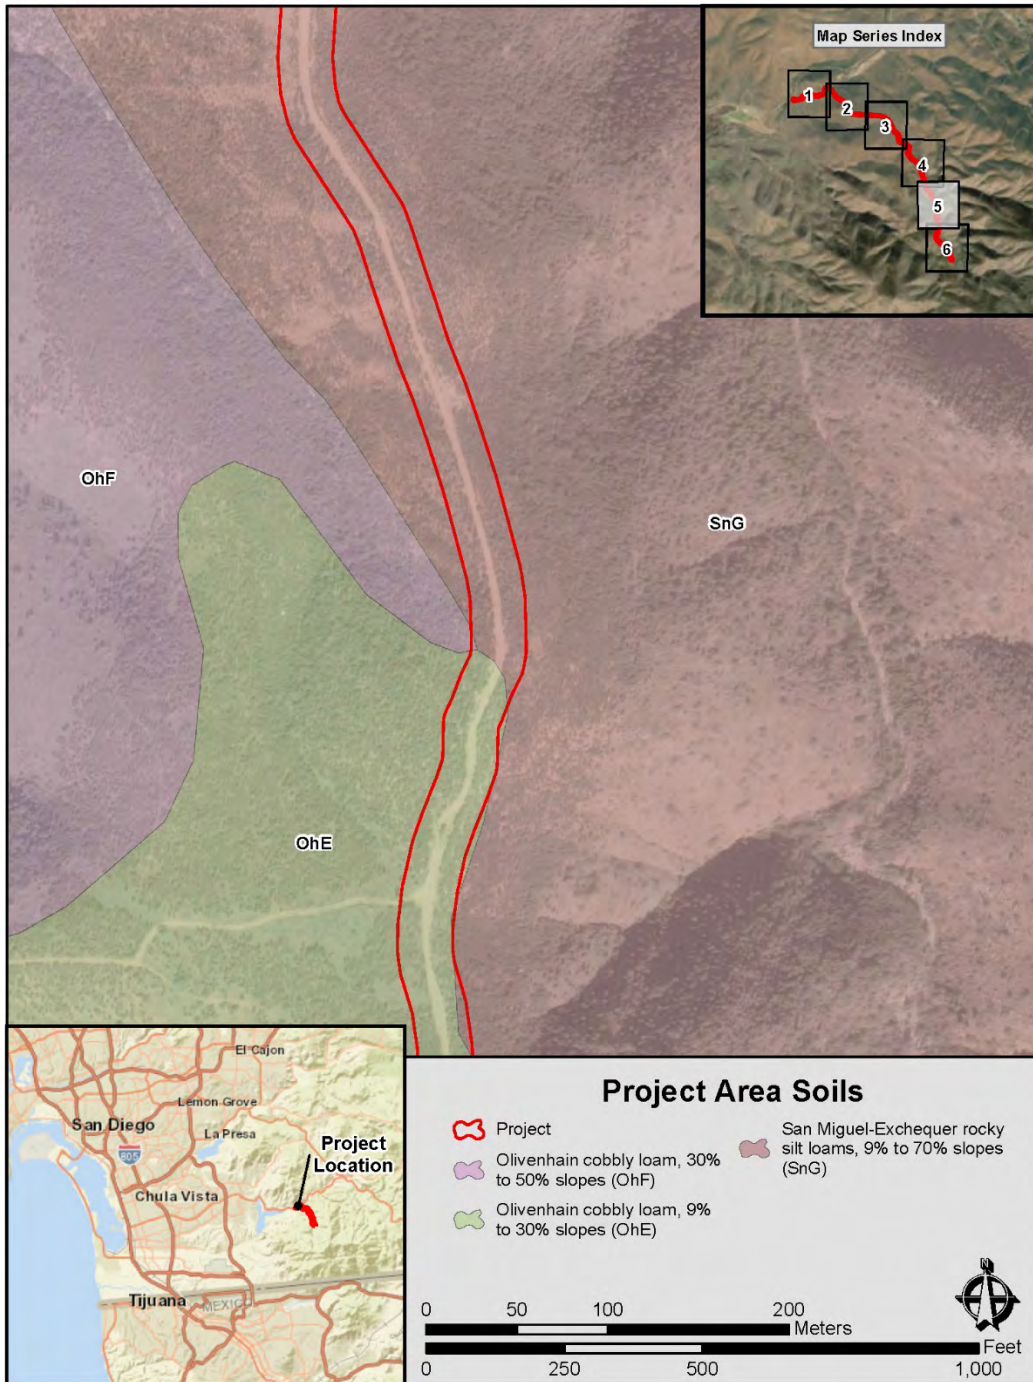 Map Series Index
1
2
3
4
5
6
OhF
SnG
OhE
El Cajon
Lemon Grove
San Diego
La Presa
805
Project
Location
Chula Vista
Tijuana
MEXICO
Project Area Soils
Project
Olivenhain cobbly loam, 30%
to 50% slopes (OhF)
Olivenhain cobbly loam, 9%
to 30% slopes (OhE)
San Miguel-Exchequer rocky
silt loams, 9% to 70% slopes
(SnG)
N
0 50 100 200
Meters
Feet
0 250 500 1,000